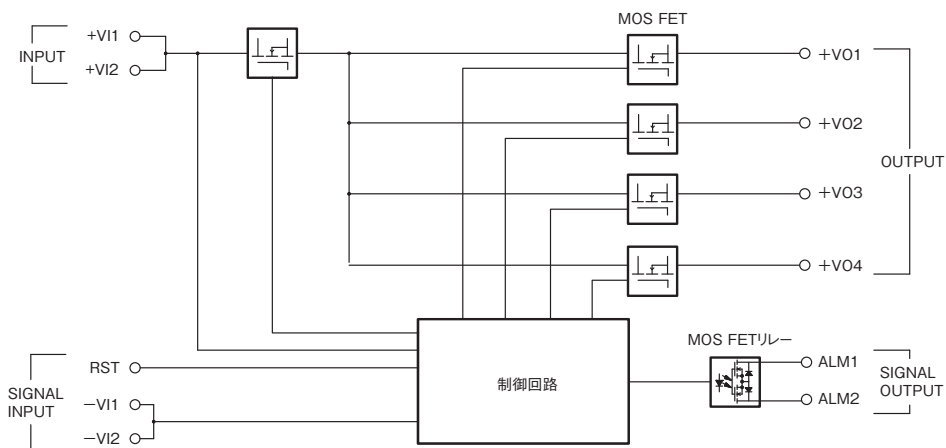 MOS FET
+VI1
INPUT
+VI2
+VO1
+VO2
OUTPUT
+VO3
+VO4
MOS FETリレー
RST
制御回路
ALM1
SIGNAL
OUTPUT
ALM2
SIGNAL
INPUT
−VI1
−VI2